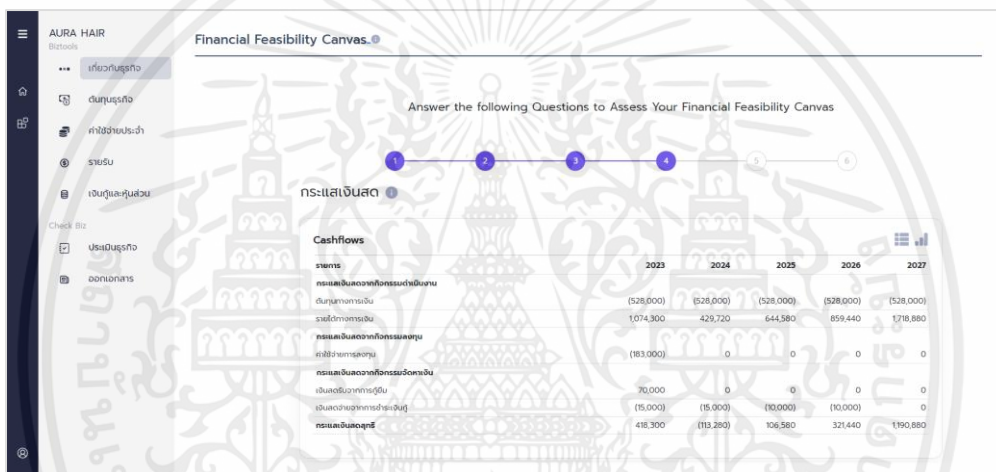 AURA HAIR
Biztools
เกี่ยวกับธุรกิจ
ต้นทุนธุรกิจ
ค่าใช้จ่ายประจำ
รายรับ
เงินกู้และหุ้นส่วน
Check Biz
ประเมินธุรกิจ
ออกเอกสาร
Financial Feasibility Canvas
Answer the following Questions to Assess Your Financial Feasibility Canvas
1 2 3 4 5 6
กระแสเงินสด
Cashflows
รายการ 2023 2024 2025 2026 2027
กระแสเงินสดจากกิจกรรมดำเนินงาน
ต้นทุนทางการเงิน (528,000) (528,000) (528,000) (528,000) (528,000)
รายได้ทางการเงิน 1,074,300 429,720 644,580 859,440 1,718,880
กระแสเงินสดจากกิจกรรมลงทุน
ค่าใช้จ่ายการลงทุน (183,000) 0 0 0 0
กระแสเงินสดจากกิจกรรมจัดหาเงิน
เงินสดรับจากการกู้ยืม 70,000 0 0 0 0
เงินสดจ่ายจากการชำระเงินกู้ (15,000) (15,000) (10,000) (10,000) 0
กระแสเงินสดสุทธิ 418,300 (113,280) 106,580 321,440 1,190,880